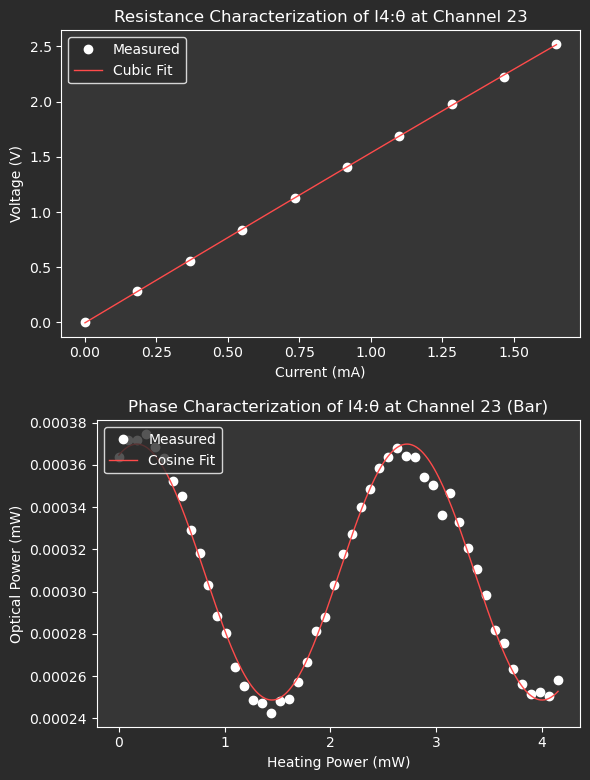 Resistance Characterization of I4:θ at Channel 23
Measured
Cubic Fit
2.5
2.0
1.5
1.0
0.5
0.0
Voltage (V)
0.00 0.25 0.50 0.75 1.00 1.25 1.50
Current (mA)
Phase Characterization of I4:θ at Channel 23 (Bar)
Measured
Cosine Fit
0.00038
0.00036
0.00034
0.00032
0.00030
0.00028
0.00026
0.00024
Optical Power (mW)
0 1 2 3 4
Heating Power (mW)